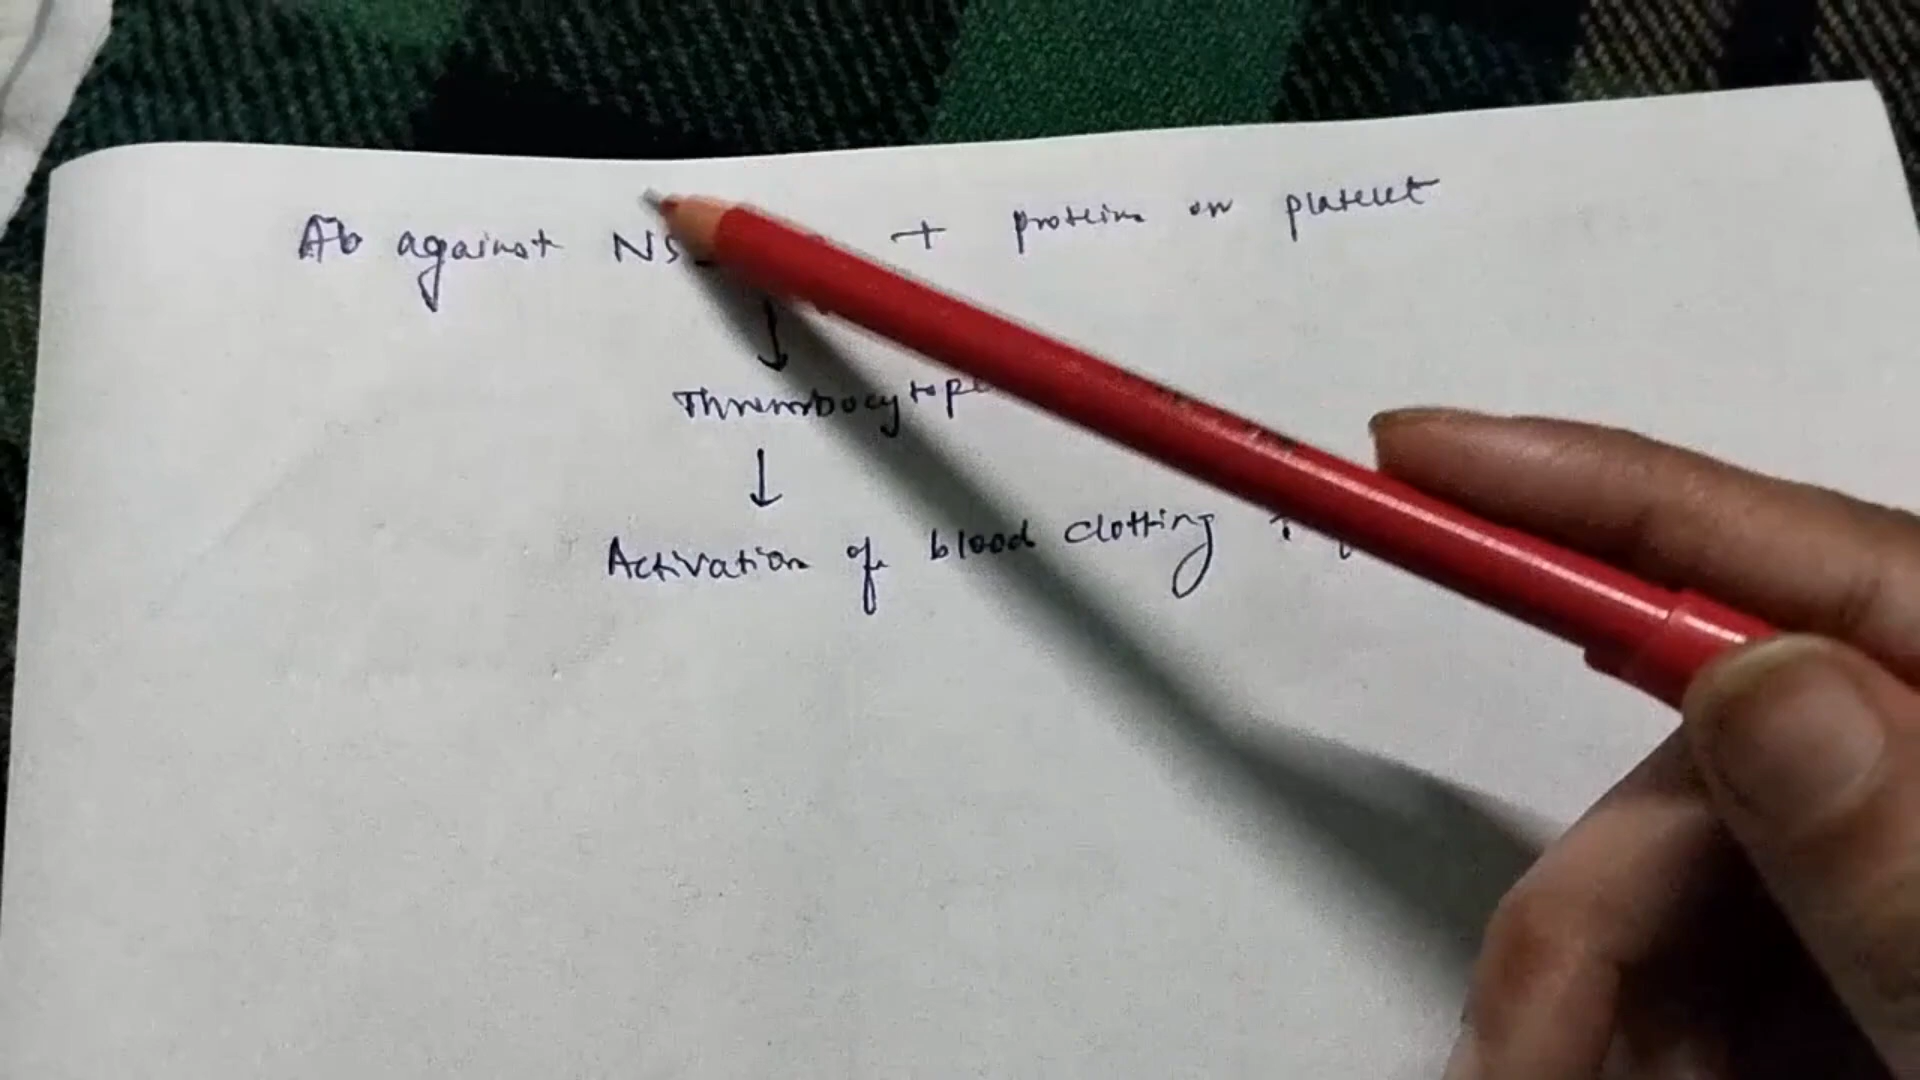 Ab against NS + protein on platelet
↓
Thrombocytope
↓
Activation of blood clotting